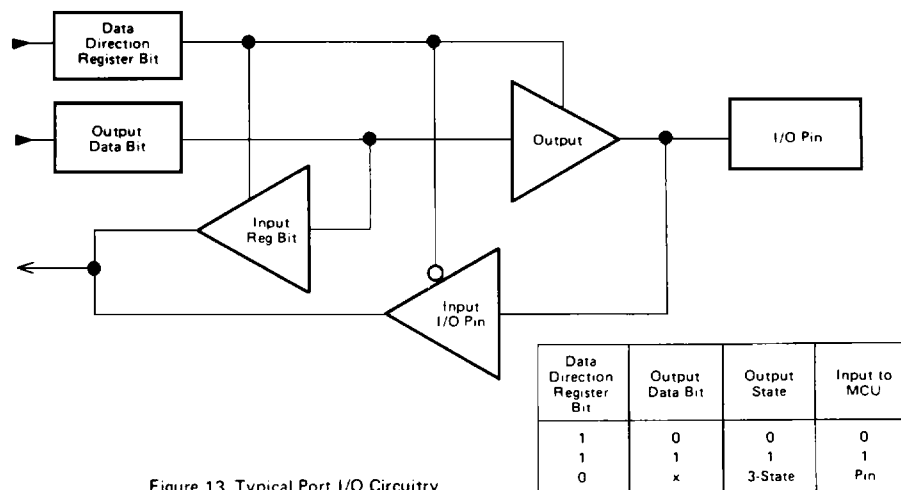 Data
Direction
Register Bit
Output
Data Bit
Output
I/O Pin
Input
Reg Bit
Input
I/O Pin
Data
Direction
Register
Bit
Output
Data Bit
Output
State
Input to
MCU
1 0 0 0
1 1 1 1
0 x 3-State Pin
Figure 13 Typical Port I/O Circuitry